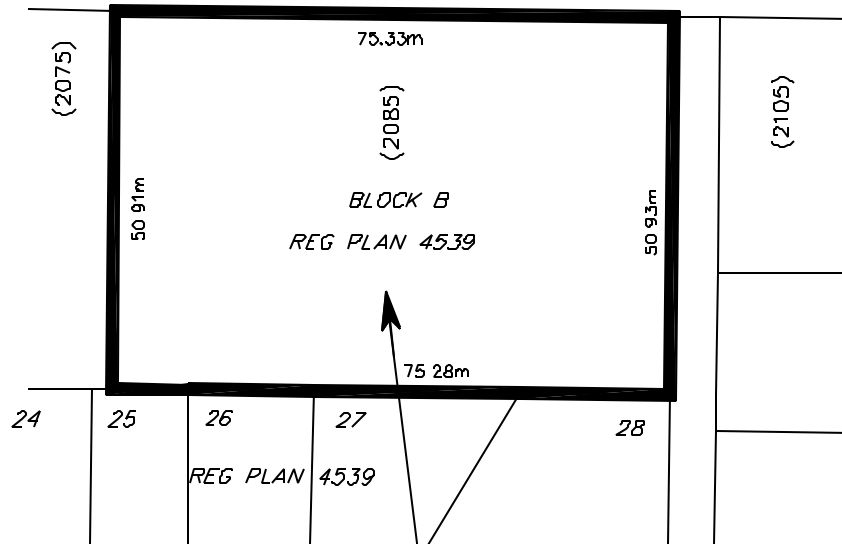 75.33m
(2075)
(2085)
(2105)
BLOCK B
50 91m
50 93m
REG PLAN 4539
75 28m
24
25
26
27
28
REG PLAN 4539